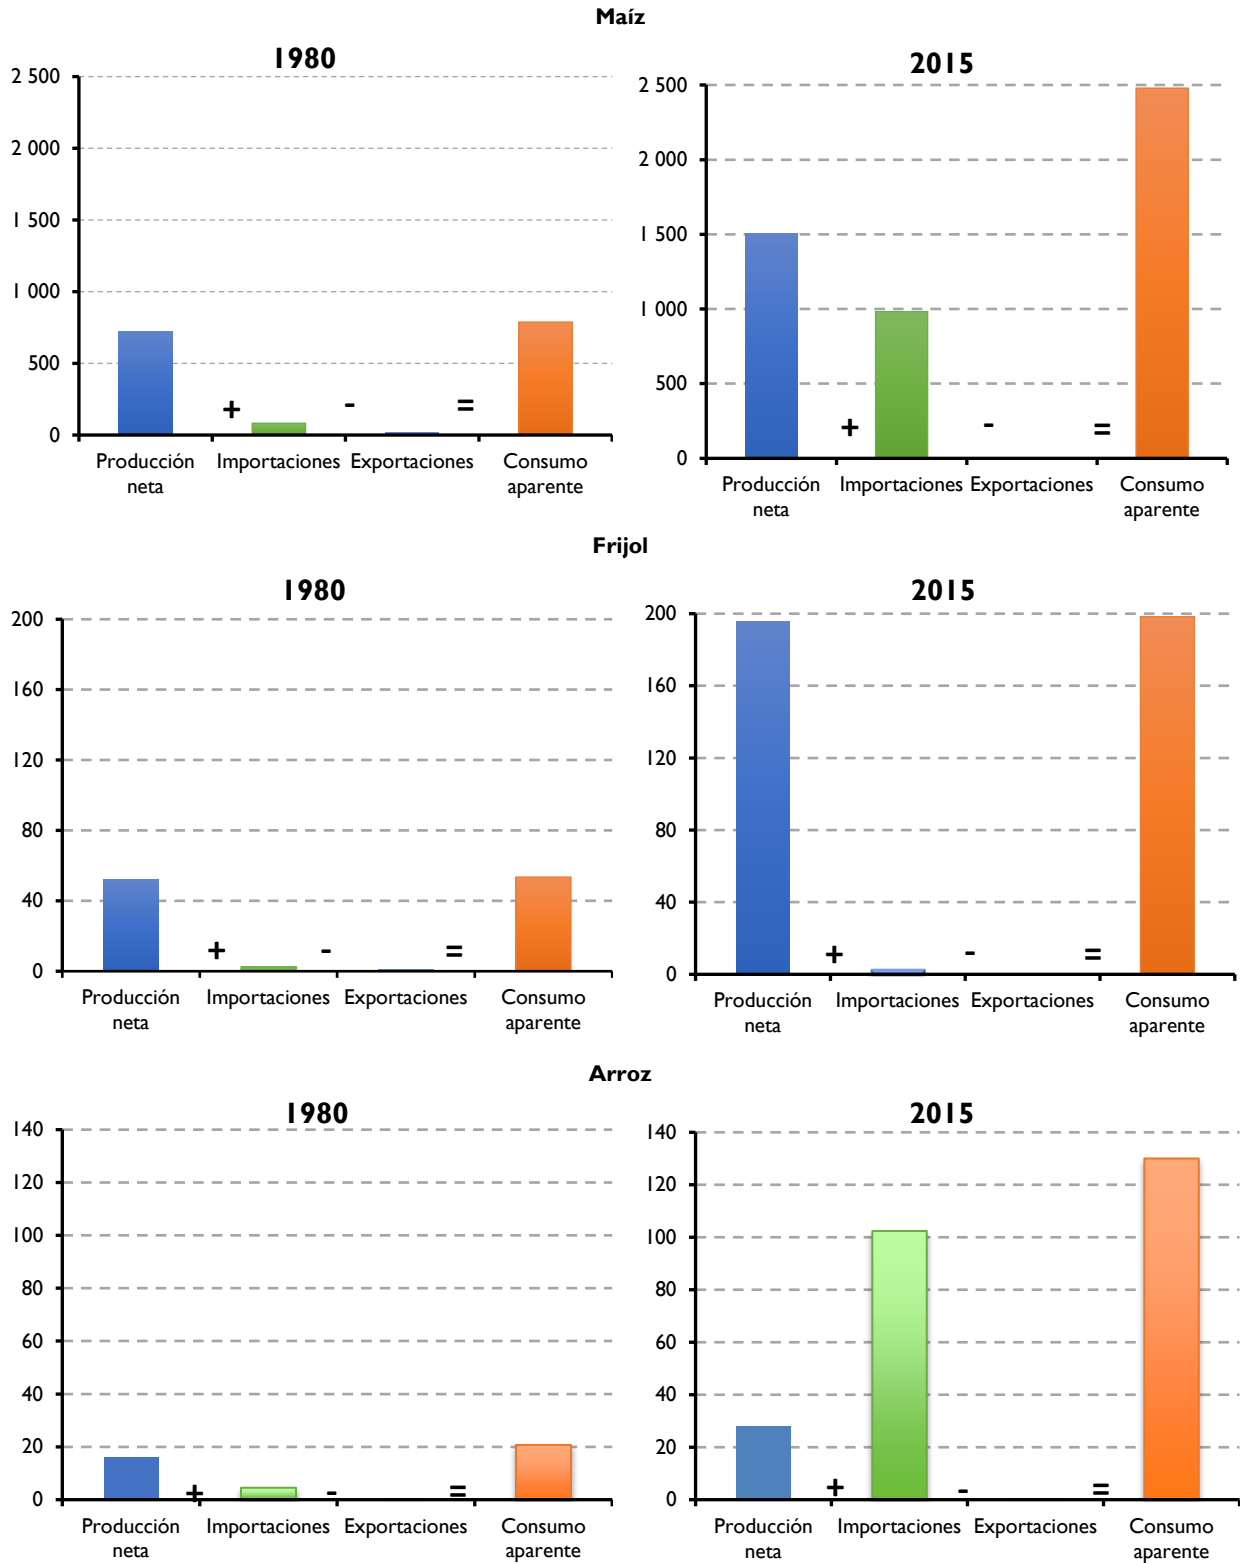 Maíz
1980
2 500
2 000
1 500
1 000
500
0
+
-
=
Producción
neta
Importaciones
Exportaciones
Consumo
aparente
2015
2 500
2 000
1 500
1 000
500
0
+
-
=
Producción
neta
Importaciones
Exportaciones
Consumo
aparente
Frijol
1980
200
160
120
80
40
0
+
-
=
Producción
neta
Importaciones
Exportaciones
Consumo
aparente
2015
200
160
120
80
40
0
+
-
=
Producción
neta
Importaciones
Exportaciones
Consumo
aparente
Arroz
1980
140
120
100
80
60
40
20
0
+
-
=
Producción
neta
Importaciones
Exportaciones
Consumo
aparente
2015
140
120
100
80
60
40
20
0
+
-
=
Producción
neta
Importaciones
Exportaciones
Consumo
aparente